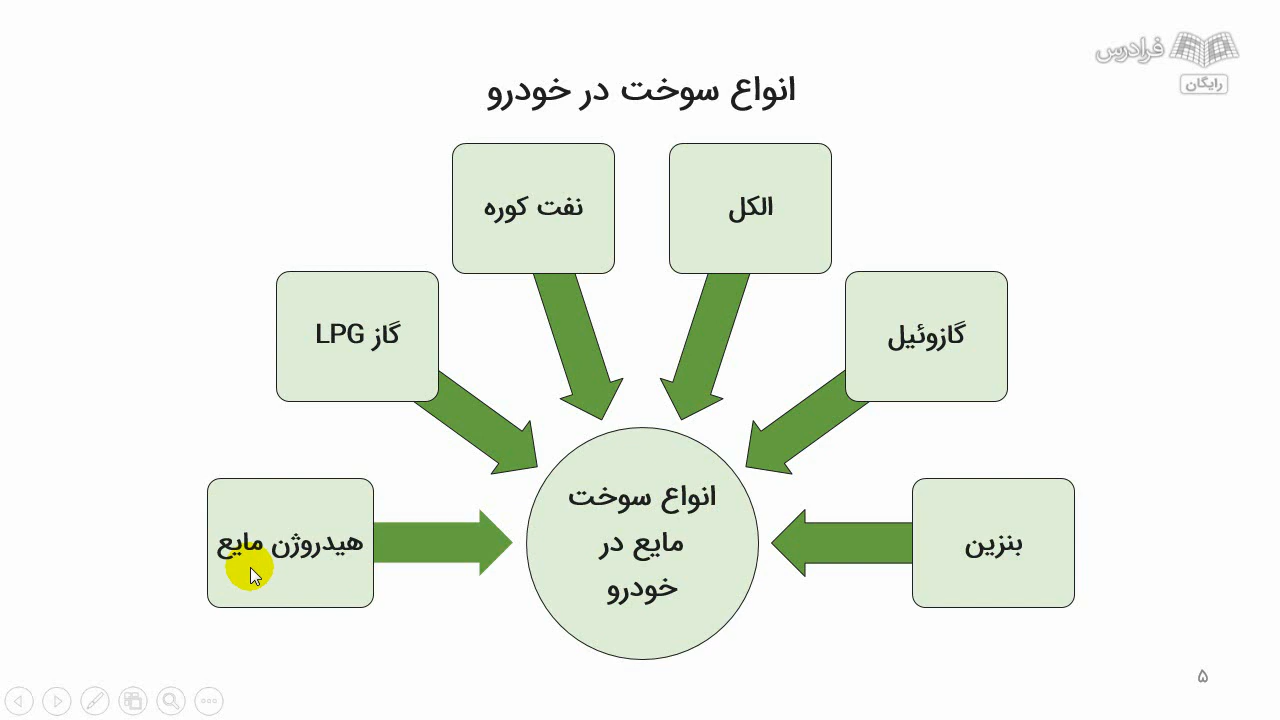 فرادرس
رایگان
انواع سوخت در خودرو
الکل
نفت کوره
گازوئیل
گاز LPG
بنزین
انواع سوخت
مایع در
خودرو
هیدروژن مایع
۵